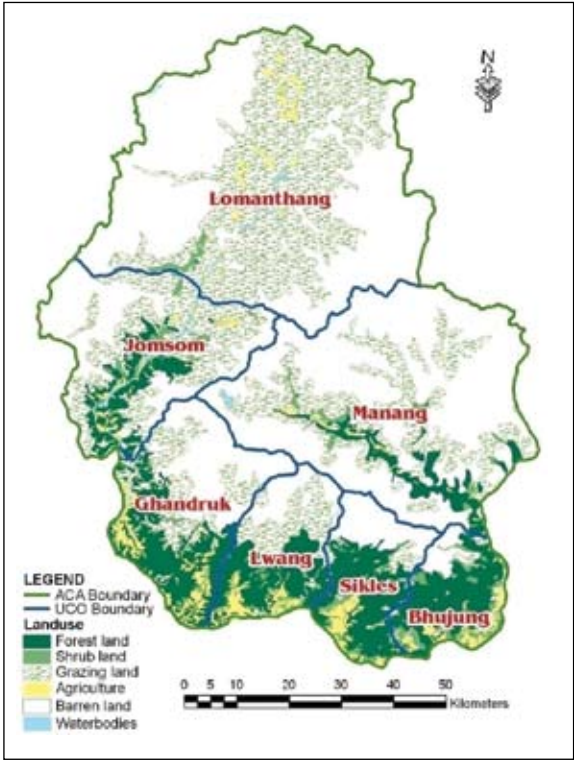 N
Lomanthang
Jomsom
Manang
Ghandruk
Lwang
Sikles
Bhujung
LEGEND
ACA Boundary
UCO Boundary
Landuse
Forest land
Shrub land
Grazing land
Agriculture
Barren land
Waterbodies
0 5 10 20 30 40 50
Kilometers